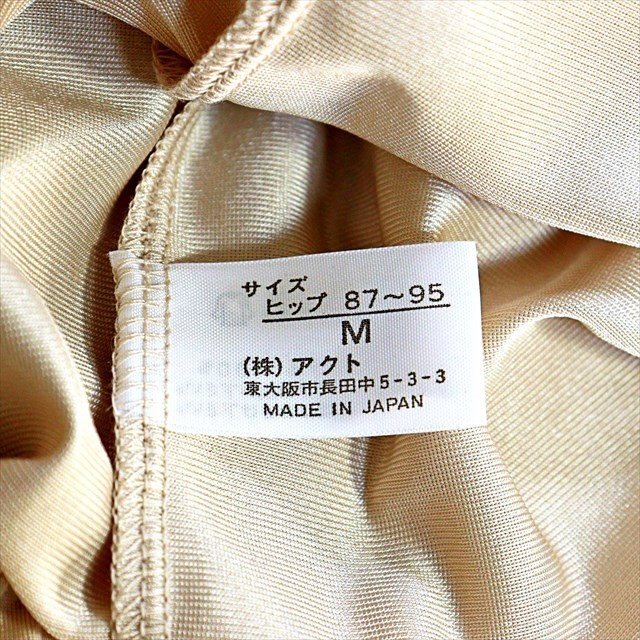 サイズ
ヒップ 87〜95
M
(株)アクト
東大阪市長田中5-3-3
MADE IN JAPAN